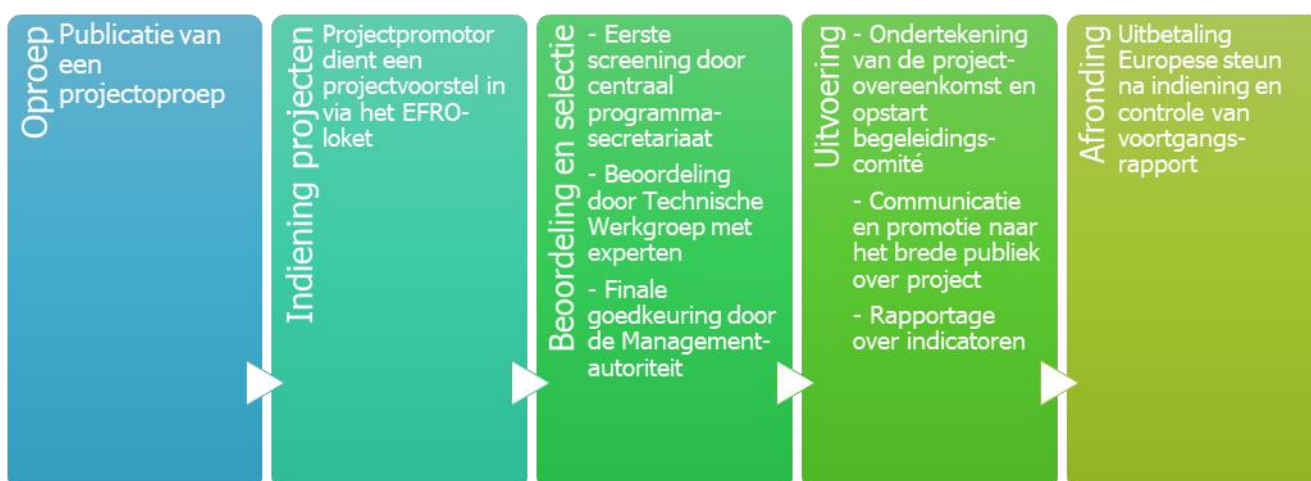 Oproep
Publicatie van
een
projectoproep
Indiening projecten
Projectpromotor
dient een
projectvoorstel in
via het EFRO-
loket
Beoordeling en selectie
- Eerste
screening door
centraal
programma-
secretariaat
- Beoordeling
door Technische
Werkgroep met
experten
- Finale
goedkeuring door
de Management-
autoriteit
Uitvoering
- Ondertekening
van de project-
overeenkomst en
opstart
begeleidings-
comité
- Communicatie
en promotie naar
het brede publiek
over project
- Rapportage
over indicatoren
Afronding
Uitbetaling
Europese steun
na indiening en
controle van
voortgangs-
rapport